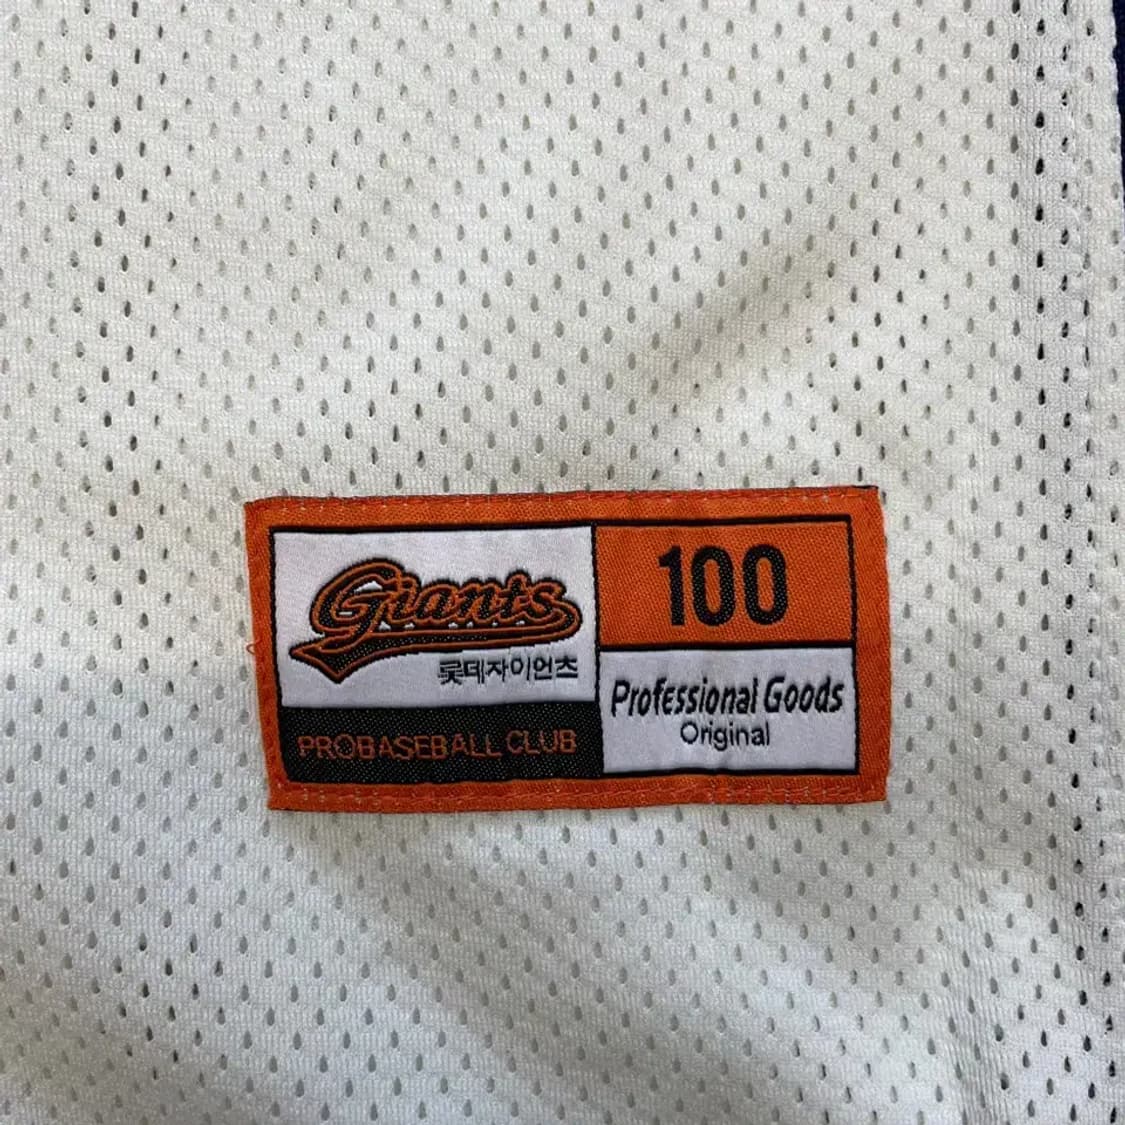 Giants
롯데자이언츠
PROBASEBALL CLUB
100
Professional Goods
Original